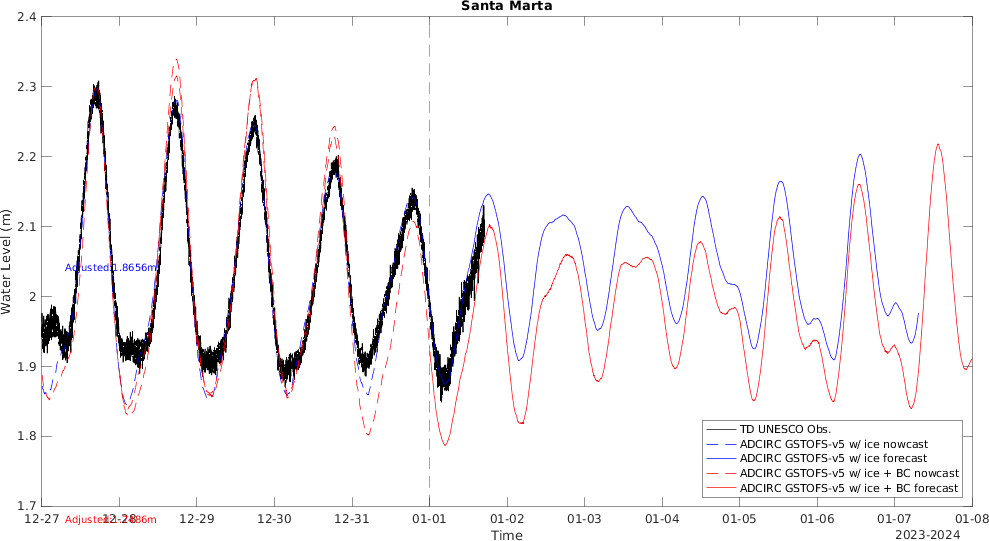 Santa Marta
2.4
2.3
2.2
2.1
2
1.9
1.8
1.7
Water Level (m)
Adjusted:1.8656m
TD UNESCO Obs.
ADCIRC GSTOFS-v5 w/ ice nowcast
ADCIRC GSTOFS-v5 w/ ice forecast
ADCIRC GSTOFS-v5 w/ ice + BC nowcast
ADCIRC GSTOFS-v5 w/ ice + BC forecast
12-27 12-28 12-29 12-30 12-31 01-01 01-02 01-03 01-04 01-05 01-06 01-07 01-08
Time
2023-2024